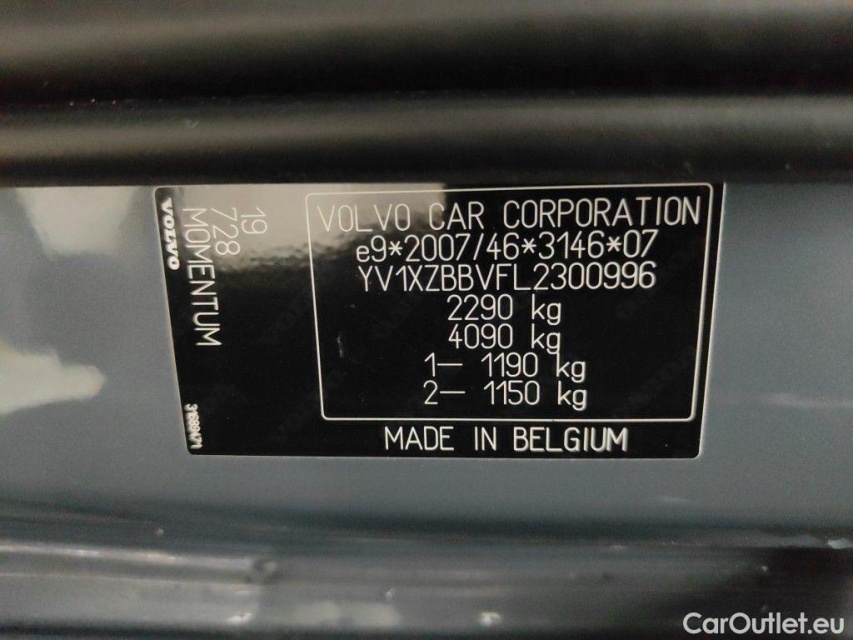 VOLVO
19
728
MOMENTUM
VOLVO CAR CORPORATION
e9*2007/46*3146*07
YV1XZBBVFL2300996
2290 kg
4090 kg
1— 1190 kg
2— 1150 kg
MADE IN BELGIUM
CarOutlet.eu